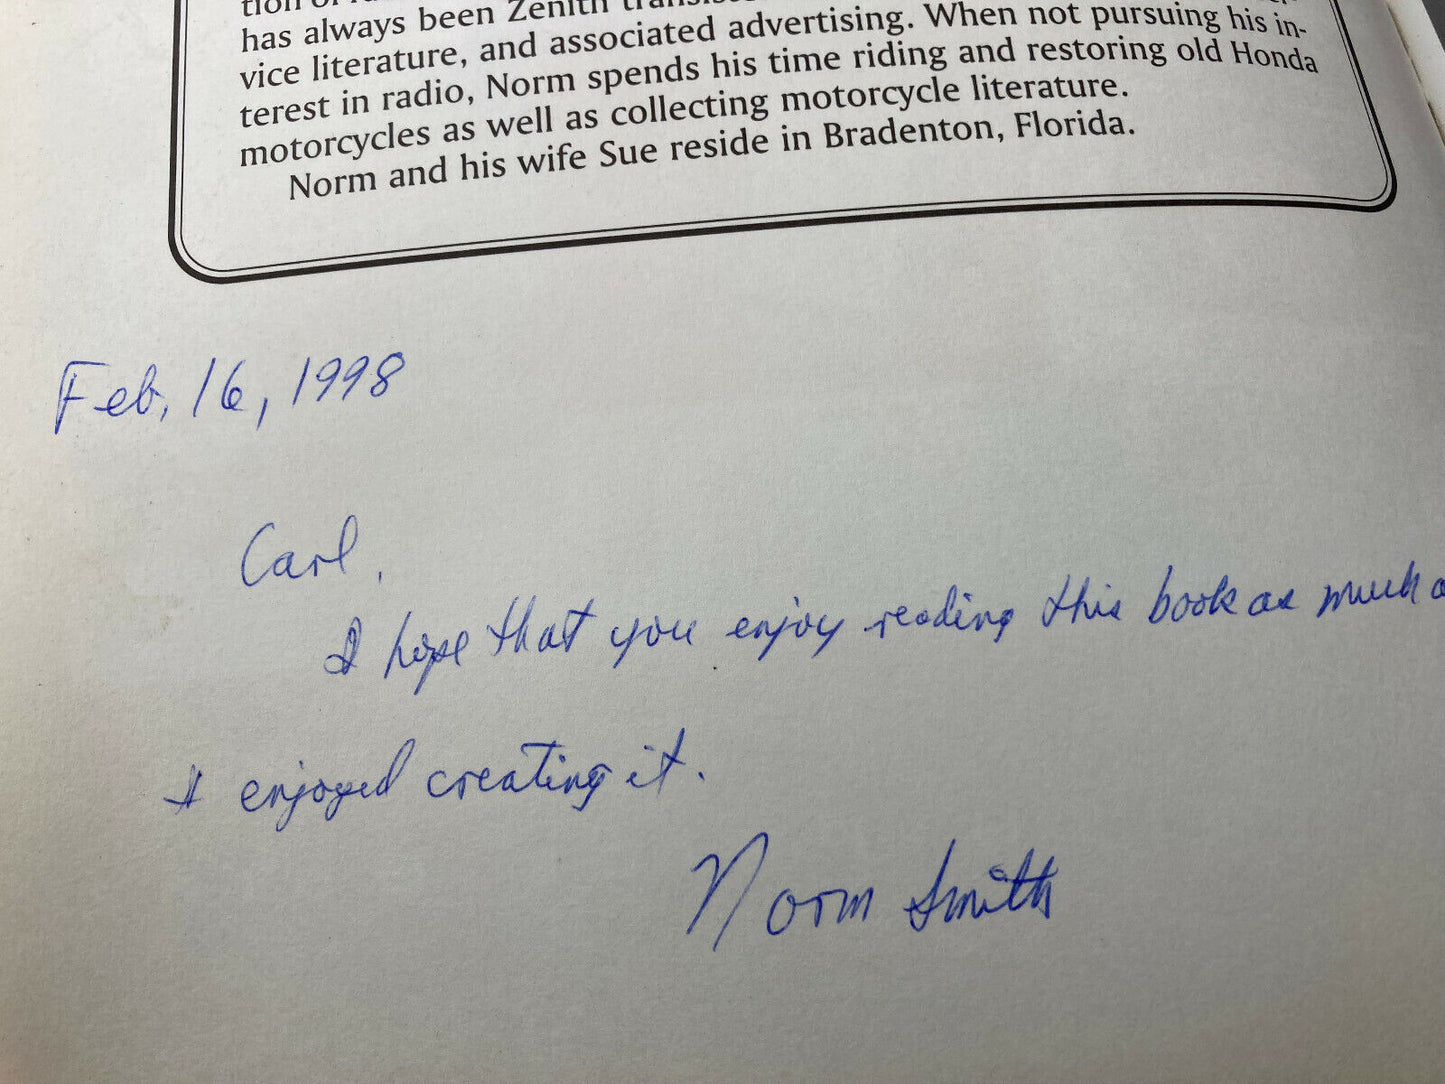 has always been Zenith
vice literature, and associated advertising. When not pursuing his in-
terest in radio, Norm spends his time riding and restoring old Honda
motorcycles as well as collecting motorcycle literature.
Norm and his wife Sue reside in Bradenton, Florida.
Feb, 16, 1998
Carl,
I hope that you enjoy reading this book as much a
I enjoyed creating it.
Norm Smith